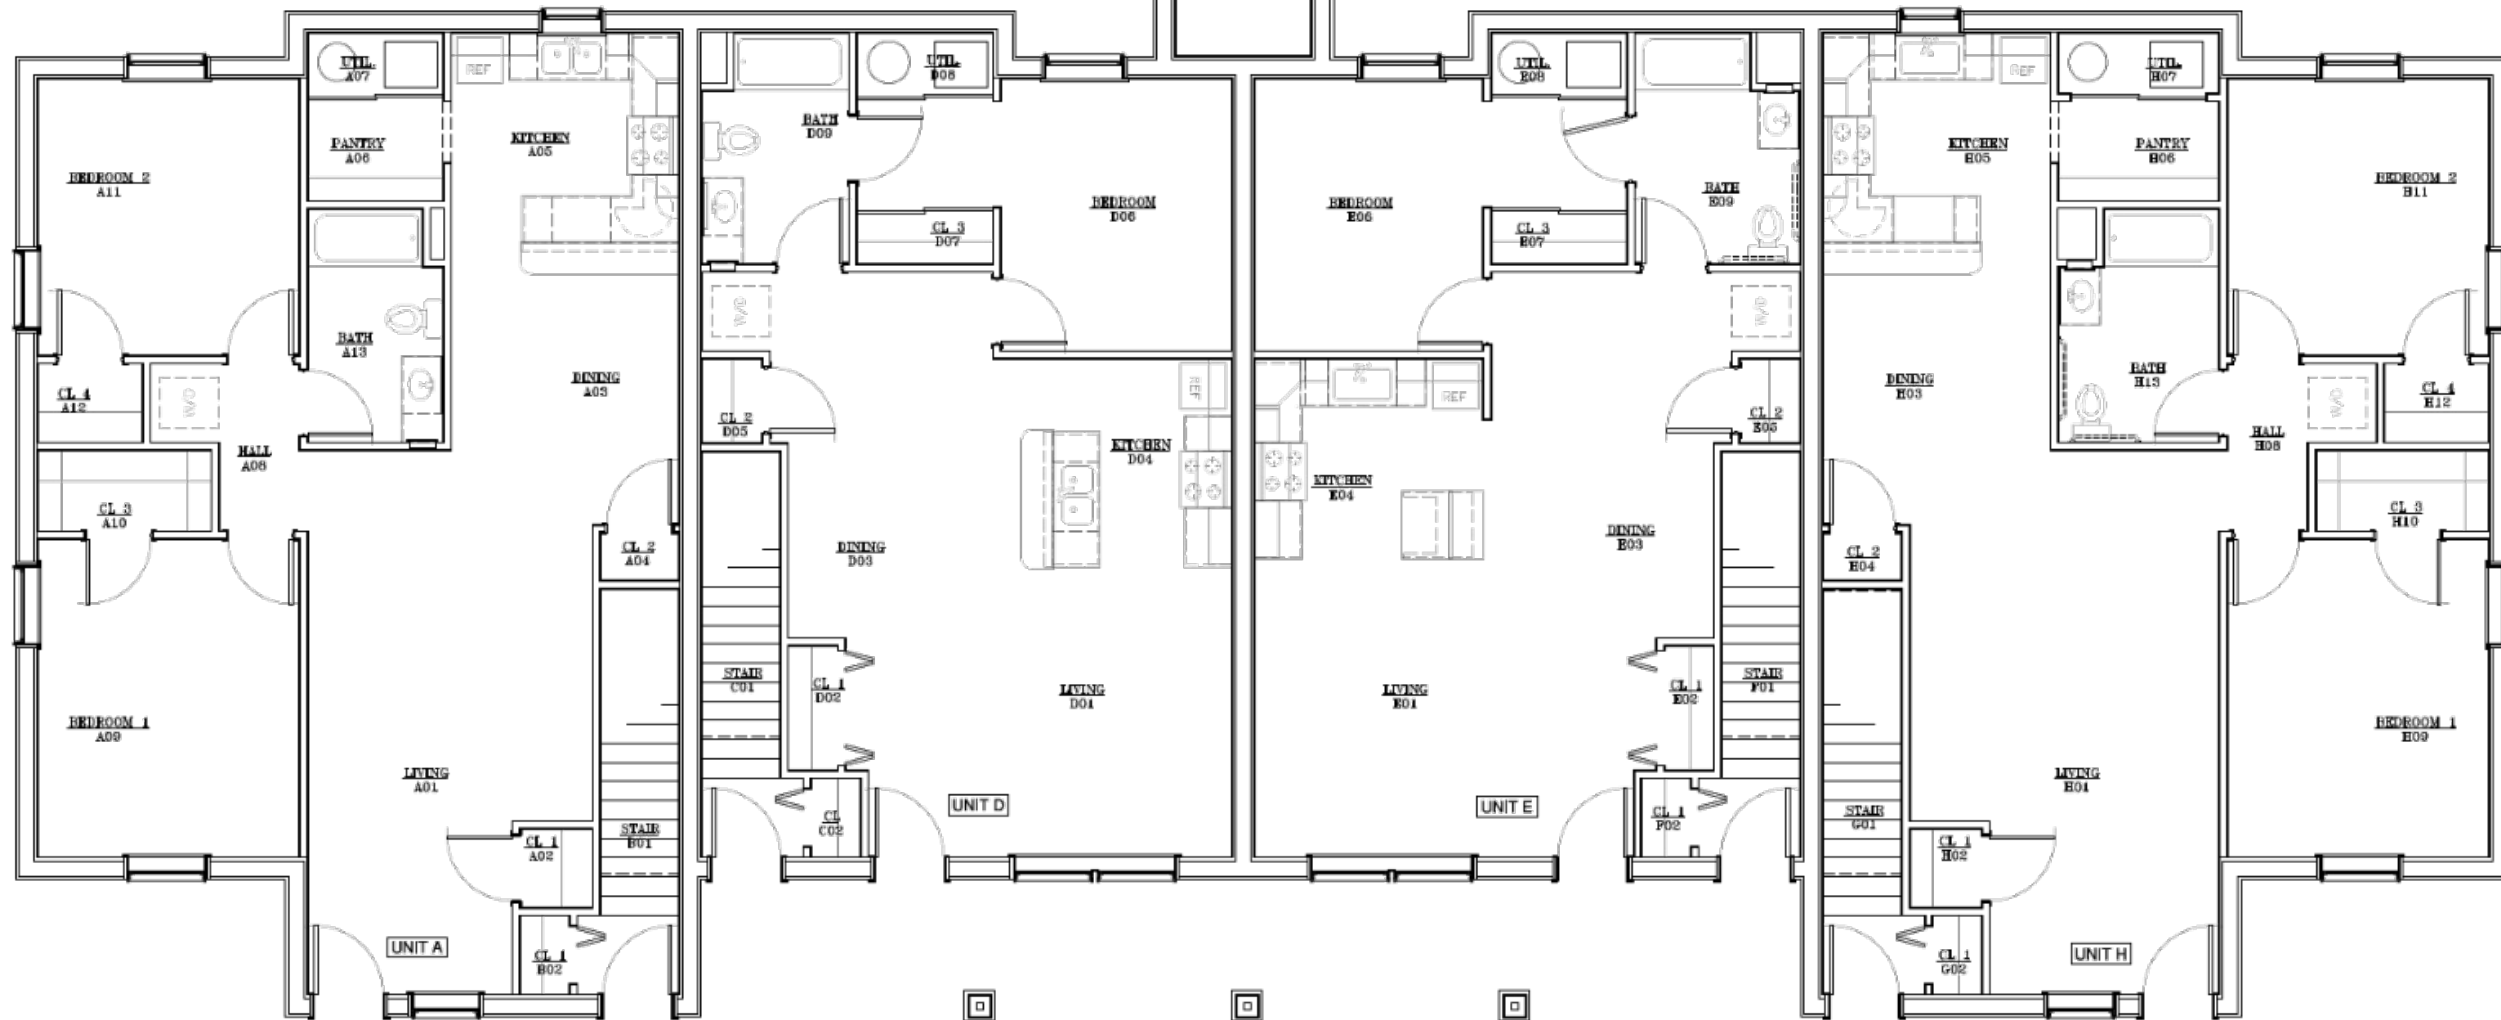 UTIL.
A07
REF
PANTRY
A06
KITCHEN
A05
BEDROOM 2
A11
BATH
A13
DINING
A03
CL 4
A12
W/D
HALL
A08
CL 3
A10
CL 2
A04
BEDROOM 1
A09
LIVING
A01
CL 1
A02
STAIR
B01
UNIT A
CL 1
B02
UTIL.
D08
BATH
D09
BEDROOM
D06
CL 3
D07
W/D
CL 2
D05
REF
KITCHEN
D04
DINING
D03
STAIR
C01
CL 1
D02
LIVING
D01
CL
C02
UNIT D
UTIL.
E08
BATH
E09
BEDROOM
E06
CL 3
E07
W/D
REF
CL 2
E05
KITCHEN
E04
DINING
E03
LIVING
E01
CL 1
E02
STAIR
F01
UNIT E
CL 1
F02
REF
UTIL.
H07
KITCHEN
H05
PANTRY
H06
BEDROOM 2
H11
DINING
H03
BATH
H13
W/D
CL 4
H12
HALL
H08
CL 3
H10
CL 2
H04
BEDROOM 1
H09
LIVING
H01
STAIR
G01
CL 1
H02
CL 1
G02
UNIT H